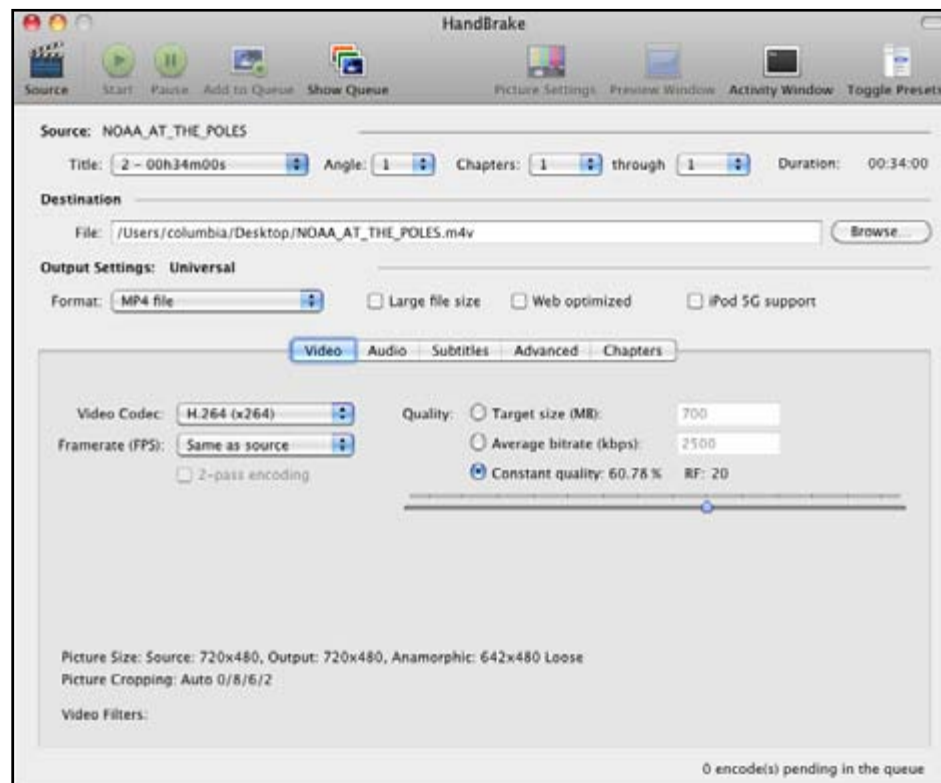 HandBrake
Source Start Pause Add to Queue Show Queue Picture Settings Preview Window Activity Window Toggle Presets
Source: NOAA_AT_THE_POLES
Title: 2 - 00h34m00s Angle: 1 Chapters: 1 through 1 Duration: 00:34:00
Destination
File: /Users/columbia/Desktop/NOAA_AT_THE_POLES.m4v Browse...
Output Settings: Universal
Format: MP4 file Large file size Web optimized iPod 5G support
Video Audio Subtitles Advanced Chapters
Video Codec: H.264 (x264) Quality: Target size (MB): 700
Framerate (FPS): Same as source Average bitrate (kbps): 2500
2-pass encoding Constant quality: 60.78 % RF: 20
Picture Size: Source: 720x480, Output: 720x480, Anamorphic: 642x480 Loose
Picture Cropping: Auto 0/8/6/2
Video Filters:
0 encode(s) pending in the queue